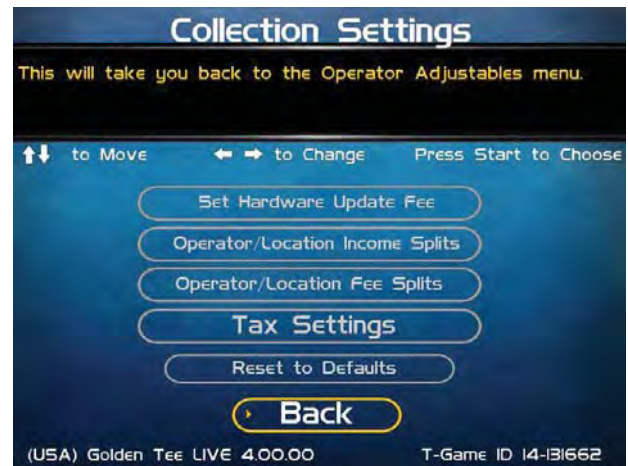 Collection Settings
This will take you back to the Operator Adjustables menu.
to Move to Change Press Start to Choose
Set Hardware Update Fee
Operator/Location Income Splits
Operator/Location Fee Splits
Tax Settings
Reset to Defaults
Back
(USA) Golden Tee LIVE 4.00.00 T-Game ID 14-131662